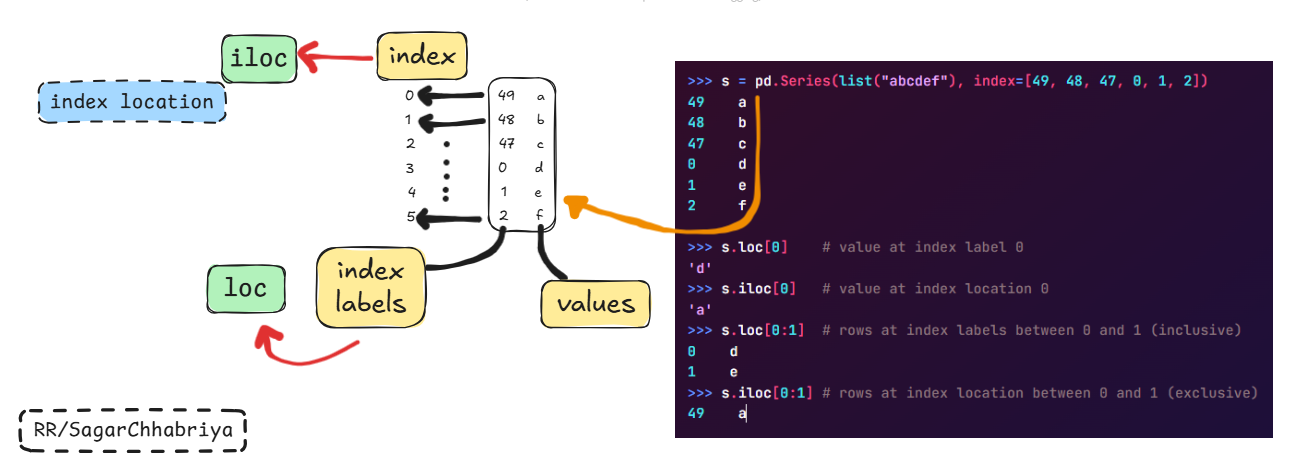 iloc
index
index location
0 49 a
1 48 b
2 47 c
3 0 d
4 1 e
5 2 f
loc
index
labels
values
RR/SagarChhabriya
>>> s = pd.Series(list("abcdef"), index=[49, 48, 47, 0, 1, 2])
49 a
48 b
47 c
0 d
1 e
2 f
>>> s.loc[0] # value at index label 0
'd'
>>> s.iloc[0] # value at index location 0
'a'
>>> s.loc[0:1] # rows at index labels between 0 and 1 (inclusive)
0 d
1 e
>>> s.iloc[0:1] # rows at index location between 0 and 1 (exclusive)
49 a